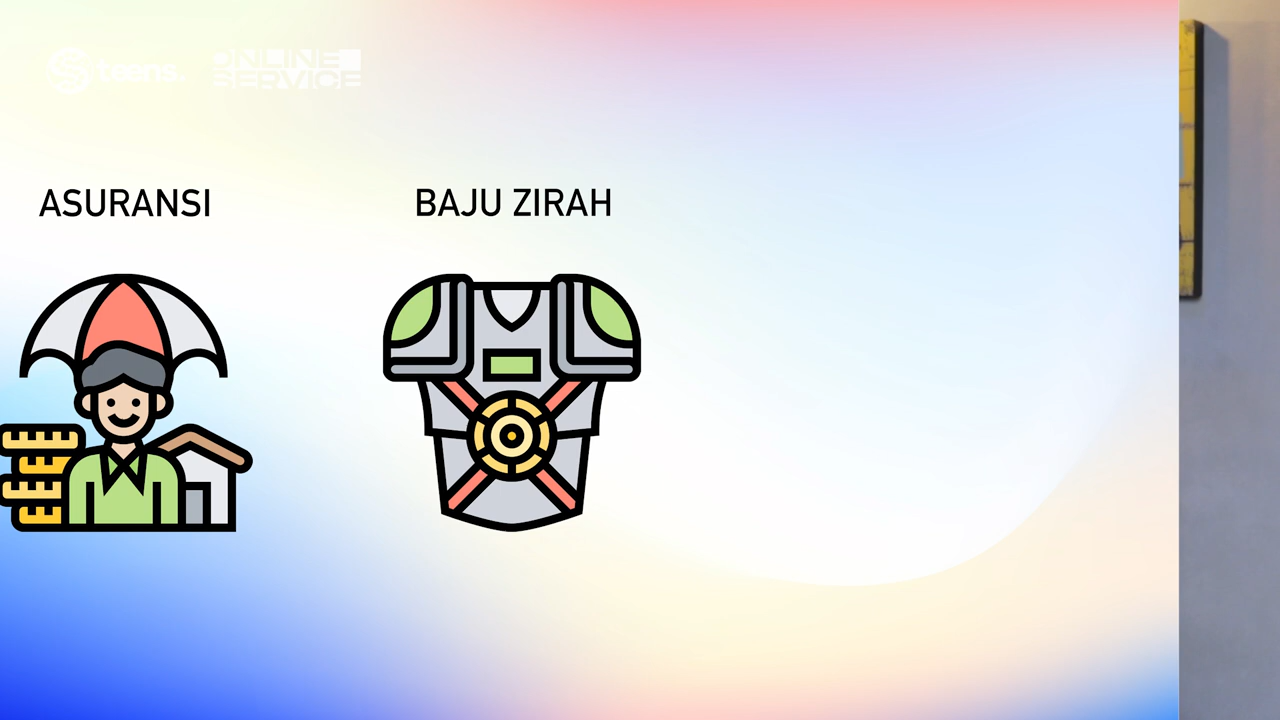 teens.
ONLINE
SERVICE
ASURANSI
BAJU ZIRAH